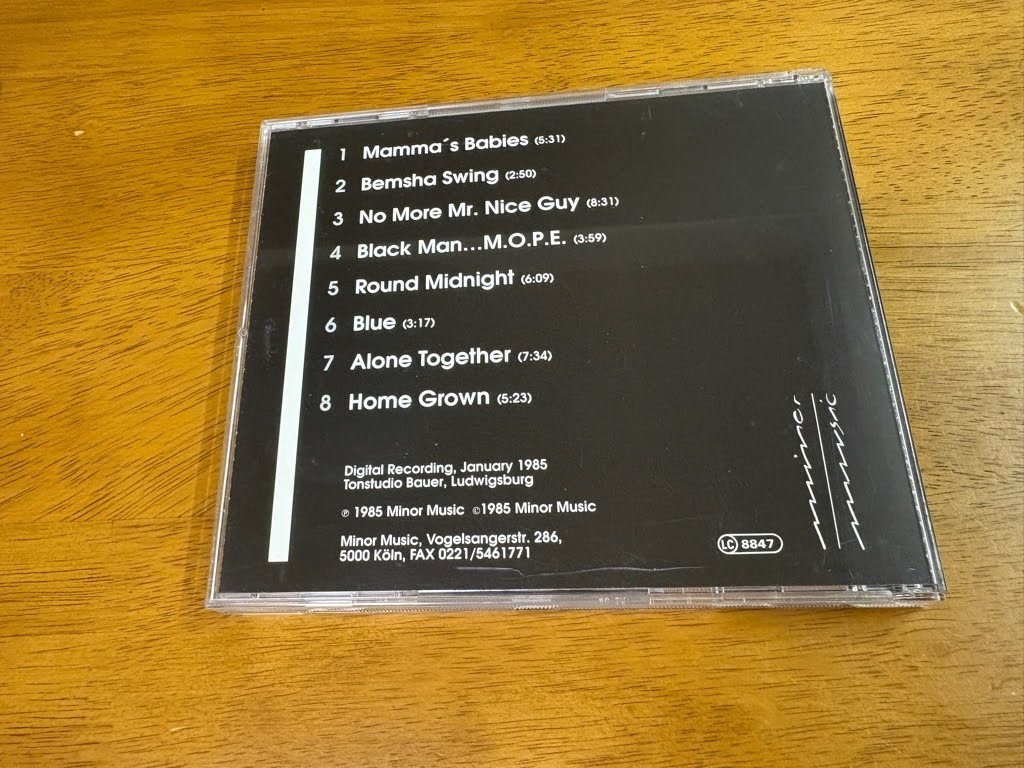 1 Mamma´s Babies (5:31)
2 Bemsha Swing (2:50)
3 No More Mr. Nice Guy (8:31)
4 Black Man...M.O.P.E. (3:59)
5 Round Midnight (6:09)
6 Blue (3:17)
7 Alone Together (7:34)
8 Home Grown (5:23)
Digital Recording, January 1985
Tonstudio Bauer, Ludwigsburg
℗ 1985 Minor Music ©1985 Minor Music
Minor Music, Vogelsangerstr. 286,
5000 Köln, FAX 0221/5461771
LC 8847
minor
music